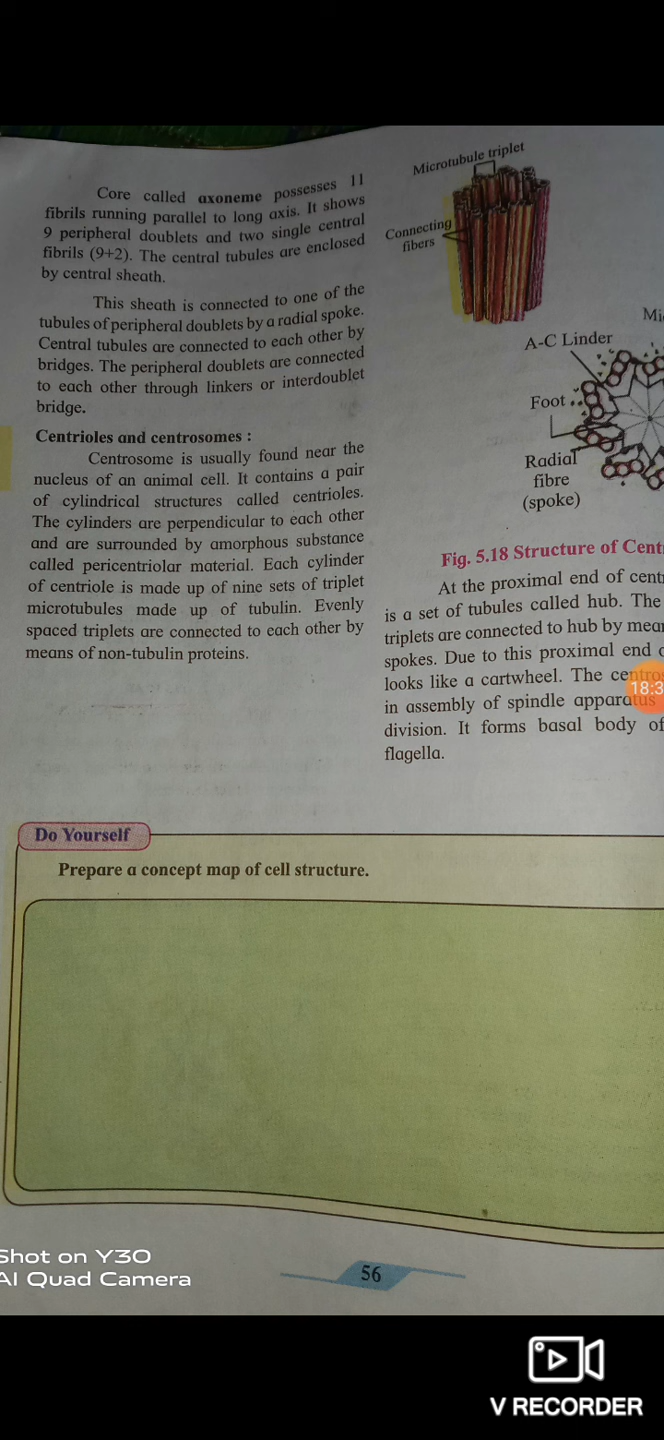 Core called axoneme possesses 11
fibrils running parallel to long axis. It shows
9 peripheral doublets and two single central
fibrils (9+2). The central tubules are enclosed
by central sheath.
This sheath is connected to one of the
tubules of peripheral doublets by a radial spoke.
Central tubules are connected to each other by
bridges. The peripheral doublets are connected
to each other through linkers or interdoublet
bridge.
Centrioles and centrosomes :
Centrosome is usually found near the
nucleus of an animal cell. It contains a pair
of cylindrical structures called centrioles.
The cylinders are perpendicular to each other
and are surrounded by amorphous substance
called pericentriolar material. Each cylinder
of centriole is made up of nine sets of triplet
microtubules made up of tubulin. Evenly
spaced triplets are connected to each other by
means of non-tubulin proteins.
Microtubule triplet
Connecting
fibers
A-C Linder
Foot
Radial
fibre
(spoke)
Fig. 5.18 Structure of Cent
At the proximal end of cent
is a set of tubules called hub. The
triplets are connected to hub by
spokes. Due to this proximal end
looks like a cartwheel. The
in assembly of spindle apparatus
division. It forms basal body of
flagella.
18:3
Do Yourself
Prepare a concept map of cell structure.
Shot on Y30
AI Quad Camera
56
V RECORDER